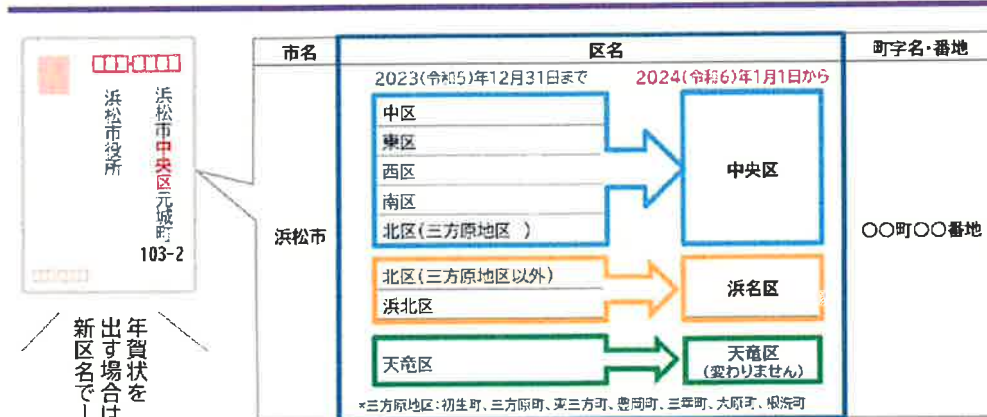 市名
区名
町字名・番地
2023(令和5)年12月31日まで
2024(令和6)年1月1日から
中区
東区
西区
南区
北区(三方原地区 )
中央区
北区(三方原地区以外)
浜北区
浜名区
天竜区
天竜区
(変わりません)
*三方原地区:初生町、三方原町、東三方町、豊岡町、三幸町、大原町、根洗町
浜松市
〇〇町〇〇番地
浜松市中央区元城町
103-2
浜松市役所
年賀状を
出す場合は
新区名で